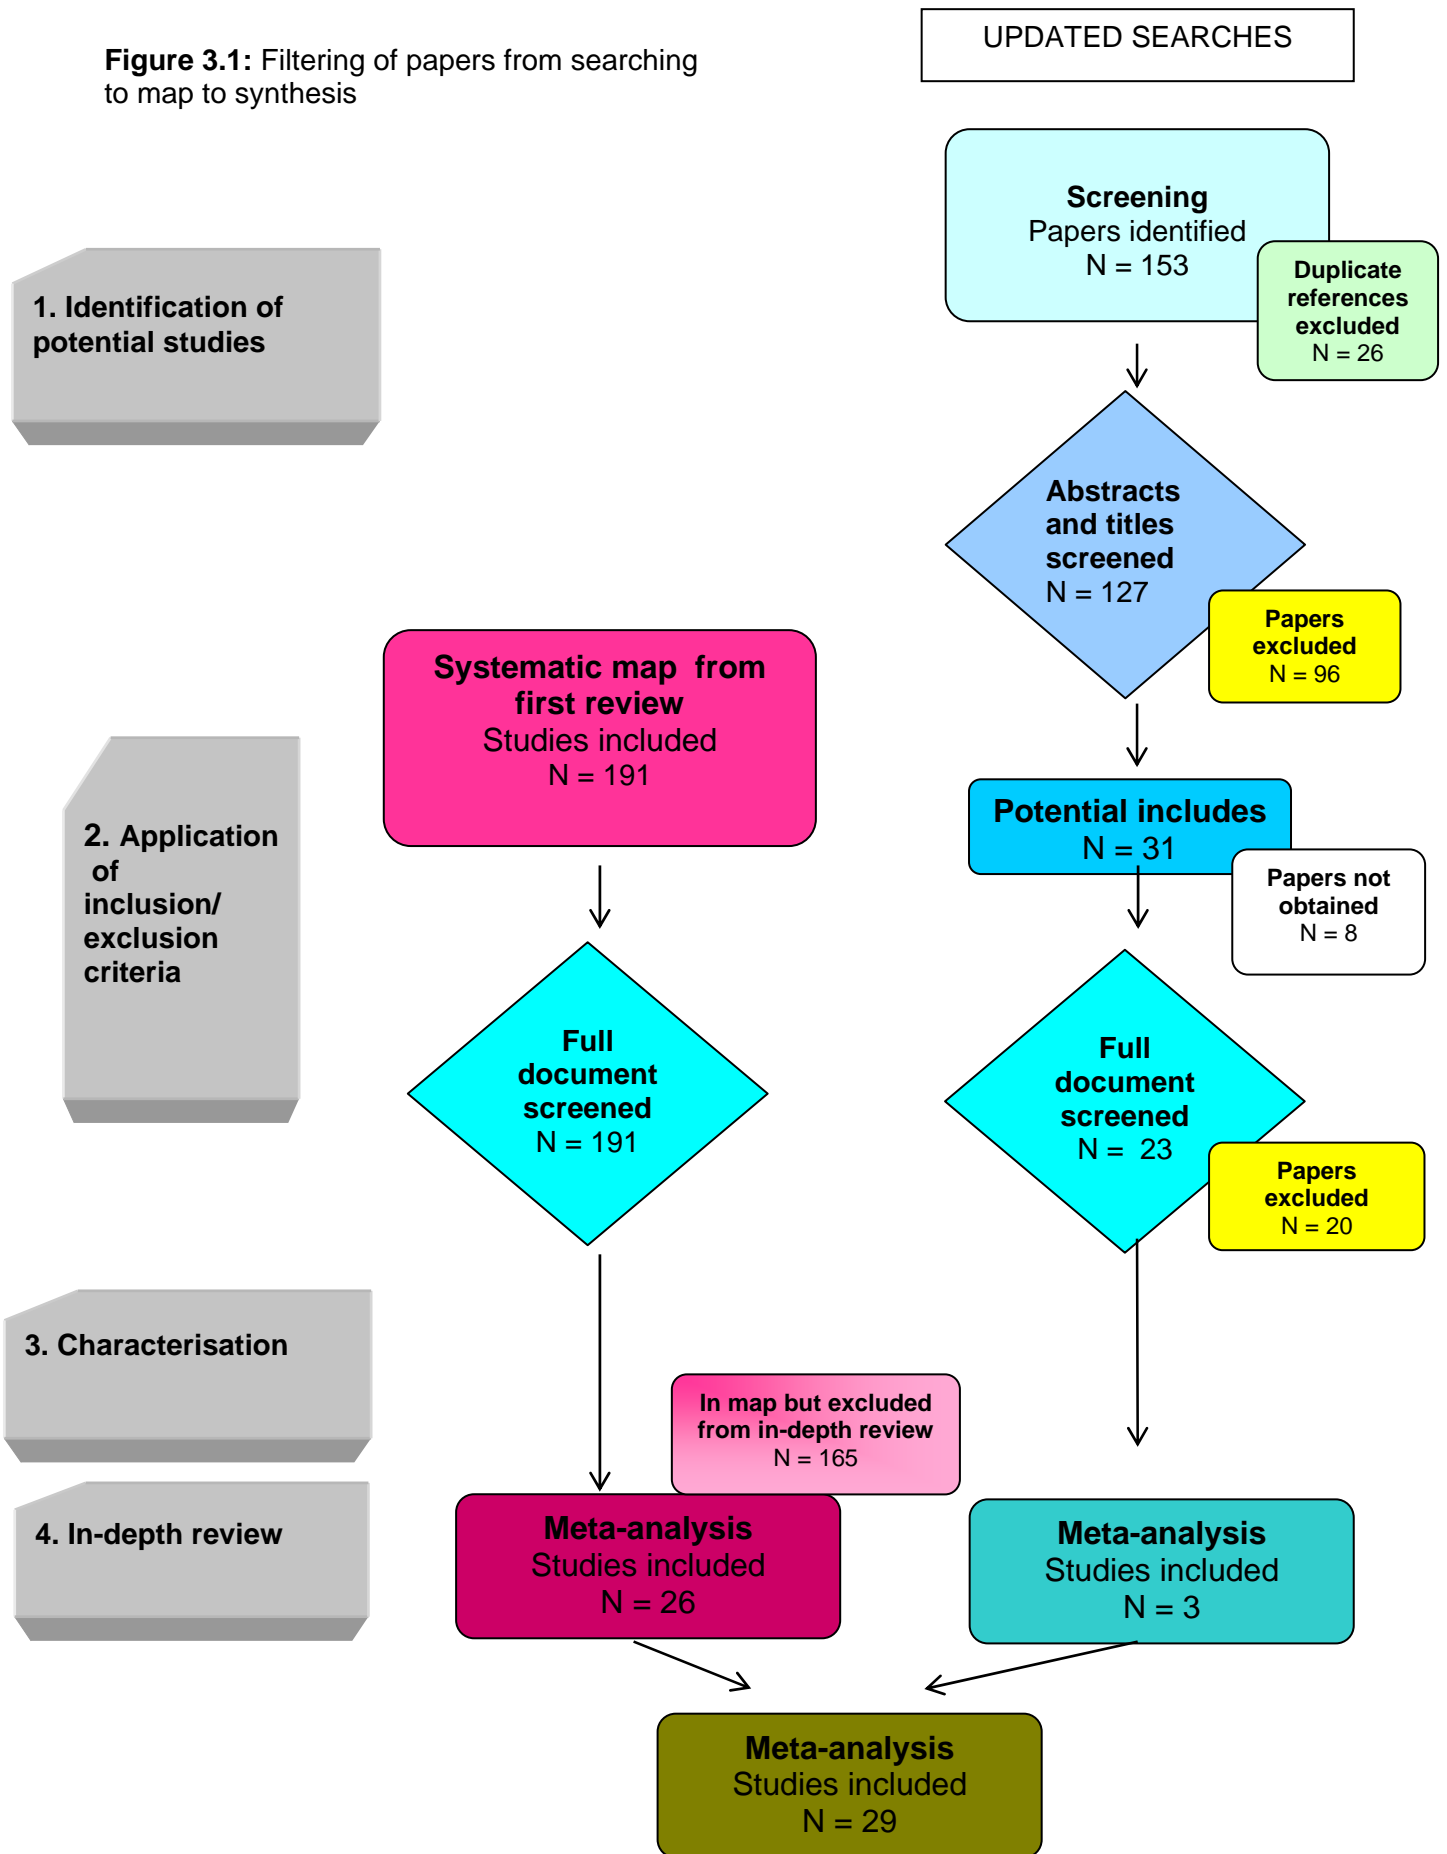 Figure 3.1: Filtering of papers from searching
to map to synthesis
UPDATED SEARCHES
Screening
Papers identified
N = 153
Duplicate
references
excluded
N = 26
1. Identification of
potential studies
Abstracts
and titles
screened
N = 127
Papers
excluded
N = 96
Systematic map from
first review
Studies included
N = 191
Potential includes
N = 31
Papers not
obtained
N = 8
2. Application
of
inclusion/
exclusion
criteria
Full
document
screened
N = 191
Full
document
screened
N = 23
Papers
excluded
N = 20
3. Characterisation
In map but excluded
from in-depth review
N = 165
4. In-depth review
Meta-analysis
Studies included
N = 26
Meta-analysis
Studies included
N = 3
Meta-analysis
Studies included
N = 29